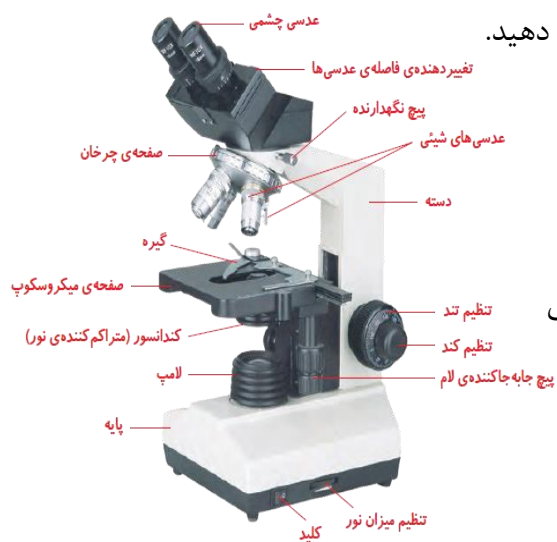 عدسی چشمی
دهید.
تغییردهنده‌ی فاصله‌ی عدسی‌ها
پیچ نگهدارنده
عدسی‌های شیئی
صفحه‌ی چرخان
دسته
گیره
صفحه‌ی میکروسکوپ
تنظیم تند
کندانسور (متراکم‌کننده‌ی نور)
تنظیم کند
لامپ
پیچ جابه‌جاکننده‌ی لام
پایه
تنظیم میزان نور
کلید